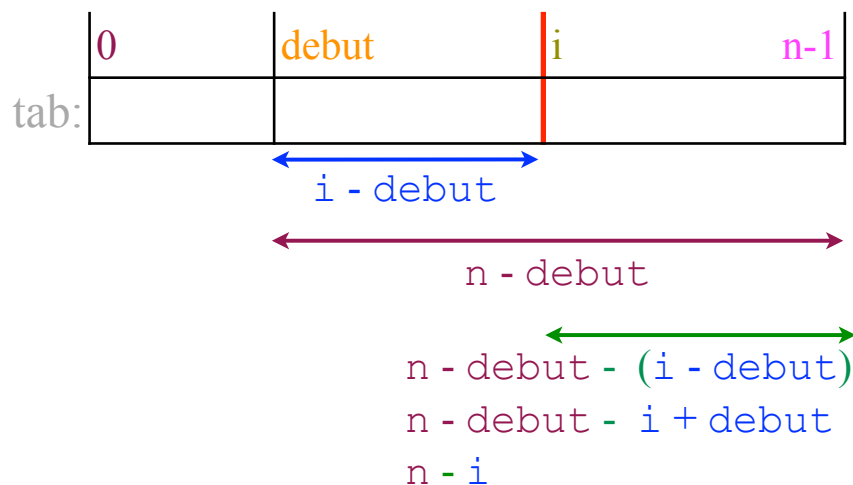 0 debut i n-1
tab:
i - debut
n - debut
n - debut - (i - debut)
n - debut - i + debut
n - i